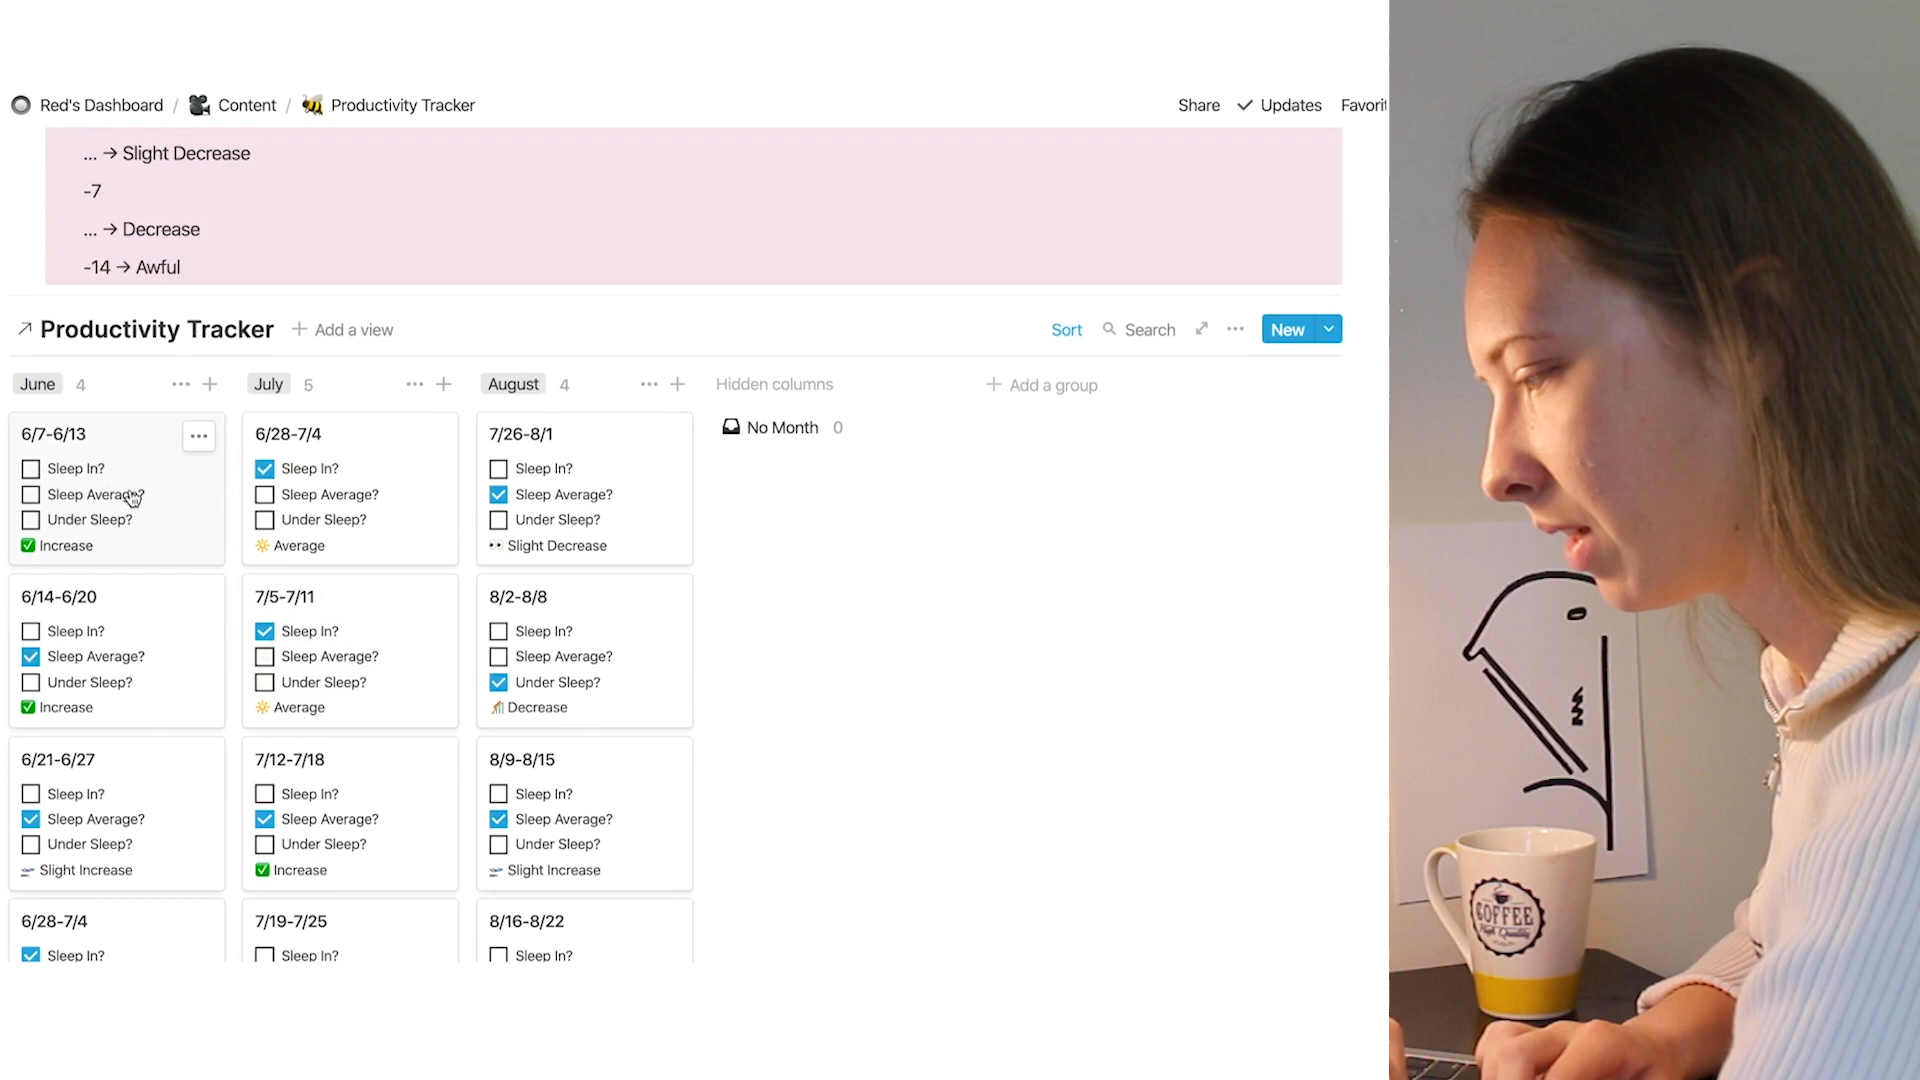 Red's Dashboard / Content / Productivity Tracker
Share Updates Favorit
... → Slight Decrease
-7
... → Decrease
-14 → Awful
Productivity Tracker + Add a view
Sort Search ... New
June 4 ... +
6/7-6/13 ...
Sleep In?
Sleep Average?
Under Sleep?
Increase
6/14-6/20
Sleep In?
Sleep Average?
Under Sleep?
Increase
6/21-6/27
Sleep In?
Sleep Average?
Under Sleep?
Slight Increase
6/28-7/4
Sleep In?
July 5 ... +
6/28-7/4
Sleep In?
Sleep Average?
Under Sleep?
Average
7/5-7/11
Sleep In?
Sleep Average?
Under Sleep?
Average
7/12-7/18
Sleep In?
Sleep Average?
Under Sleep?
Increase
7/19-7/25
Sleep In?
August 4 ... +
7/26-8/1
Sleep In?
Sleep Average?
Under Sleep?
Slight Decrease
8/2-8/8
Sleep In?
Sleep Average?
Under Sleep?
Decrease
8/9-8/15
Sleep In?
Sleep Average?
Under Sleep?
Slight Increase
8/16-8/22
Sleep In?
Hidden columns
No Month 0
+ Add a group
COFFEE
High Quality